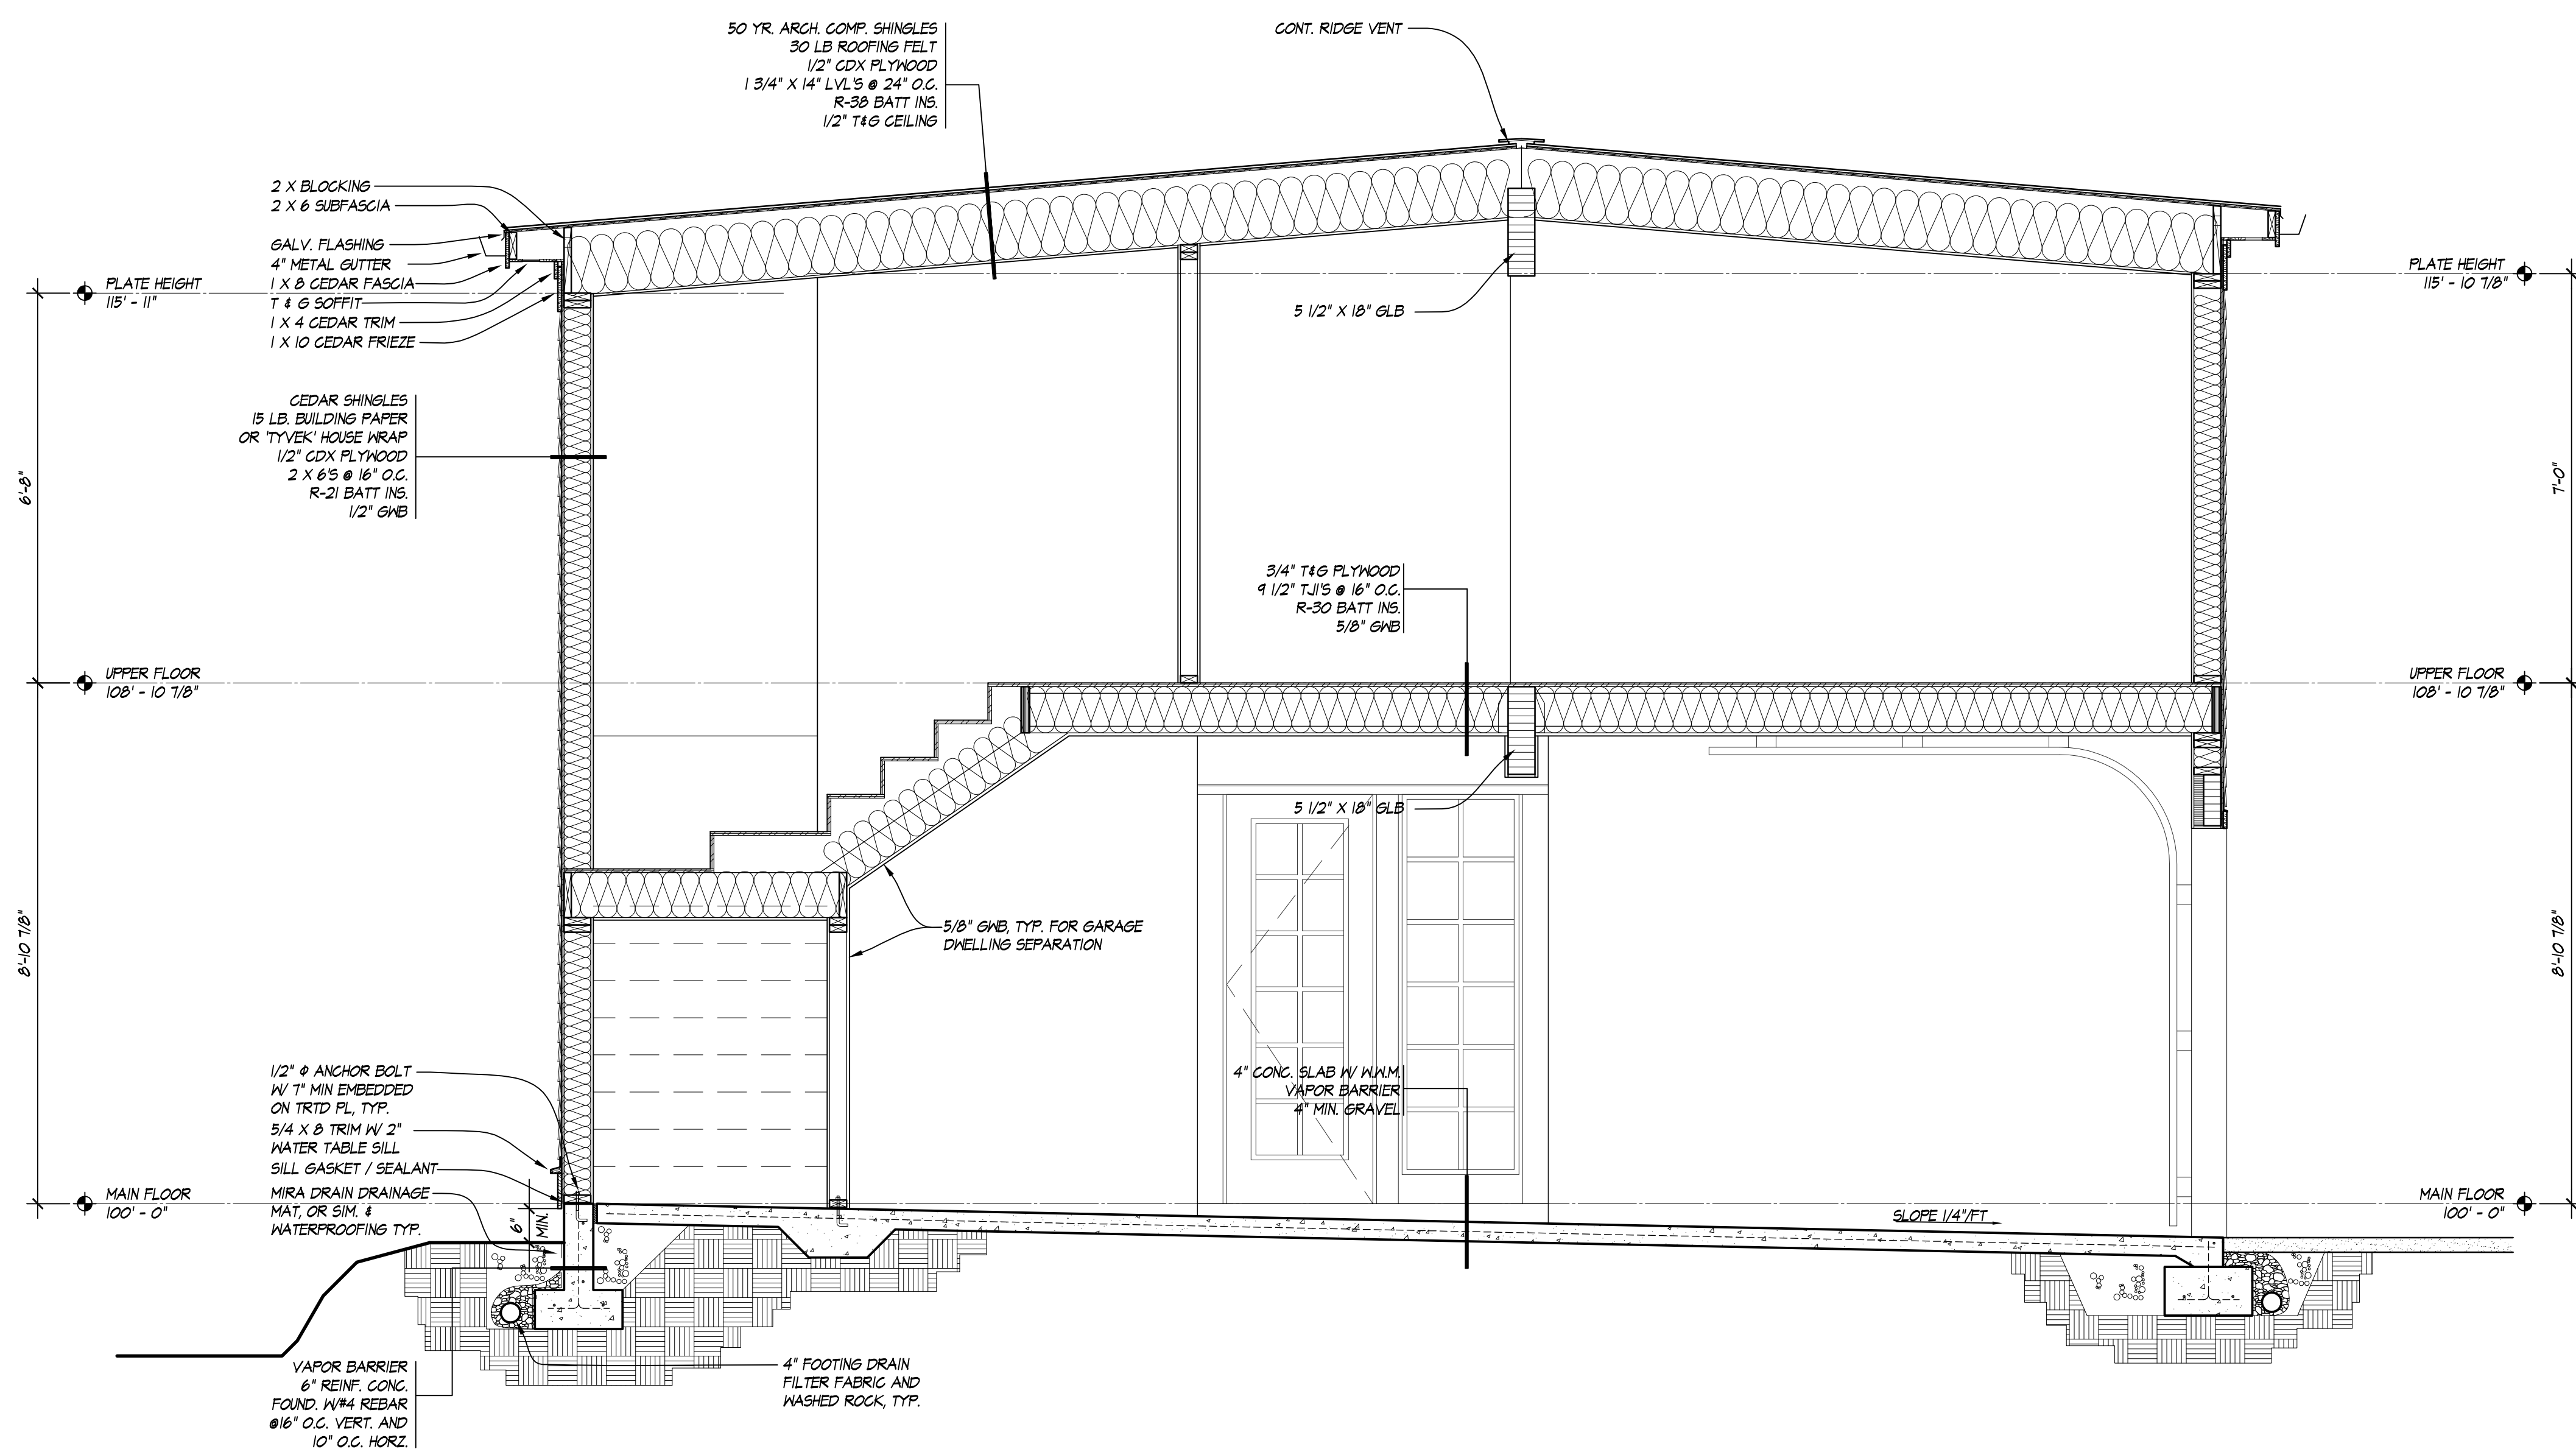 50 YR. ARCH. COMP. SHINGLES
30 LB ROOFING FELT
1/2" CDX PLYWOOD
1 3/4" X 14" LVL'S @ 24" O.C.
R-38 BATT INS.
1/2" T&G CEILING
CONT. RIDGE VENT
2 X BLOCKING
2 X 6 SUBFASCIA
GALV. FLASHING
4" METAL GUTTER
1 X 8 CEDAR FASCIA
T & G SOFFIT
1 X 4 CEDAR TRIM
1 X 10 CEDAR FRIEZE
PLATE HEIGHT
115' - 11"
PLATE HEIGHT
115' - 10 7/8"
5 1/2" X 18" GLB
CEDAR SHINGLES
15 LB. BUILDING PAPER
OR 'TYVEK' HOUSE WRAP
1/2" CDX PLYWOOD
2 X 6'S @ 16" O.C.
R-21 BATT INS.
1/2" GWB
6'-8"
7'-0"
3/4" T&G PLYWOOD
9 1/2" TJI'S @ 16" O.C.
R-30 BATT INS.
5/8" GWB
UPPER FLOOR
108' - 10 7/8"
UPPER FLOOR
108' - 10 7/8"
5 1/2" X 18" GLB
8'-10 7/8"
8'-10 7/8"
5/8" GWB, TYP. FOR GARAGE
DWELLING SEPARATION
1/2" Φ ANCHOR BOLT
W/ 7" MIN EMBEDDED
ON TRTD PL, TYP.
5/4 X 8 TRIM W/ 2"
WATER TABLE SILL
SILL GASKET / SEALANT
MIRA DRAIN DRAINAGE
MAT, OR SIM. &
WATERPROOFING TYP.
4" CONC. SLAB W/ W.W.M.
VAPOR BARRIER
4" MIN. GRAVEL
MAIN FLOOR
100' - 0"
MAIN FLOOR
100' - 0"
6"
MIN.
SLOPE 1/4"/FT
VAPOR BARRIER
6" REINF. CONC.
FOUND. W/#4 REBAR
@16" O.C. VERT. AND
10" O.C. HORZ.
4" FOOTING DRAIN
FILTER FABRIC AND
WASHED ROCK, TYP.